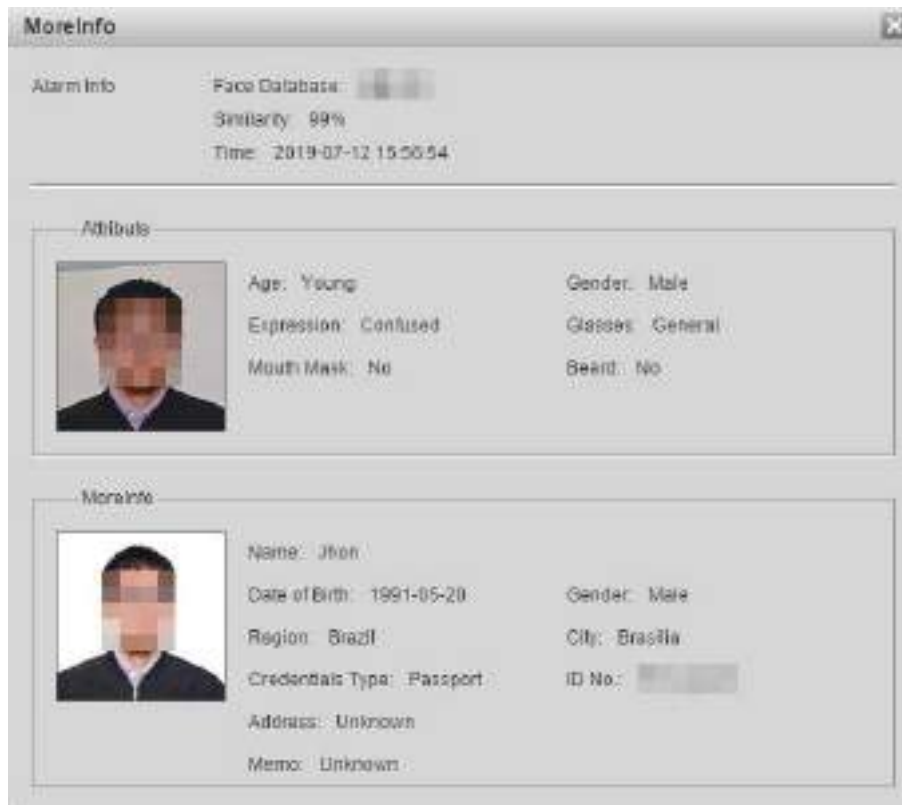 MoreInfo
Alarm Info
Face Database:
Similarity: 99%
Time: 2019-07-12 15:56:54
Attribute
Age: Young Gender: Male
Expression: Confused Glasses: General
Mouth Mask: No Beard: No
MoreInfo
Name: Jhon
Date of Birth: 1991-05-20 Gender: Male
Region: Brazil City: Brasilia
Credentials Type: Passport ID No.:
Address: Unknown
Memo: Unknown